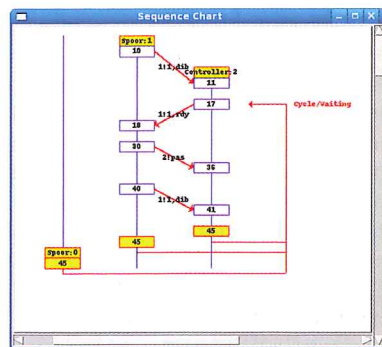 Sequence Chart
Spoor:1
10
1!1,dib
Controller:2
11
17
Cycle/Waiting
1!1,rdy
18
30
2!pas
36
40
1!1,dib
41
45
45
Spoor:0
45